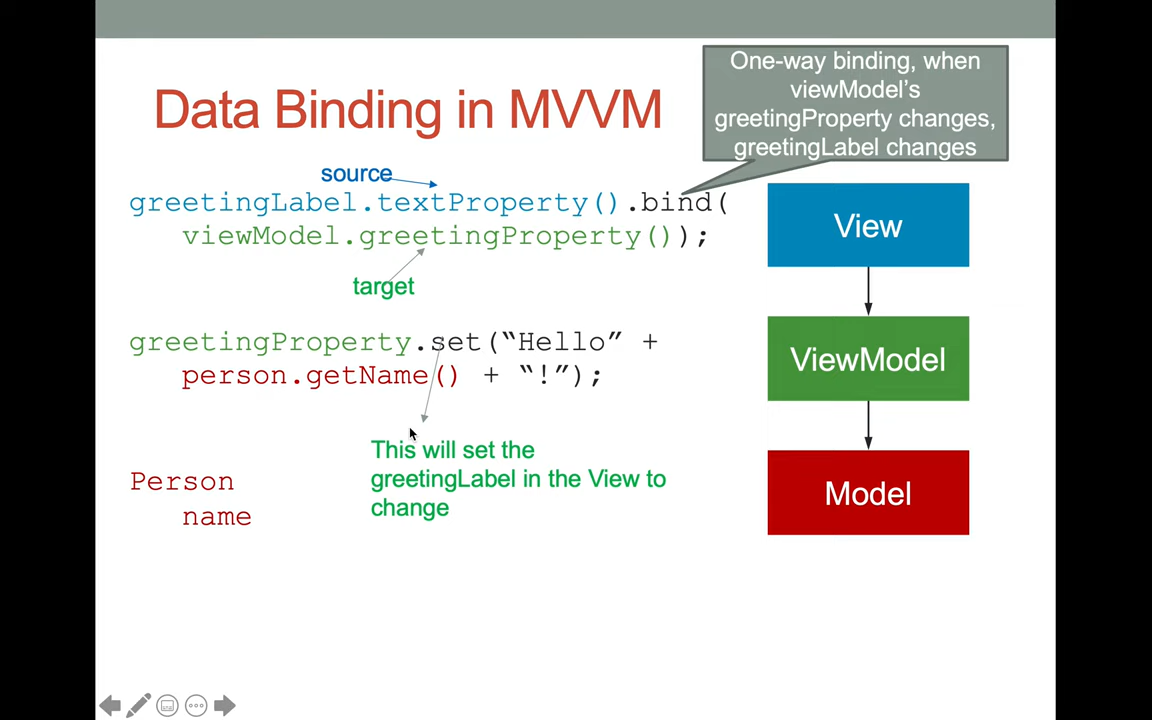 Data Binding in MVVM
One-way binding, when
viewModel’s
greetingProperty changes,
greetingLabel changes
source
greetingLabel.textProperty().bind(
viewModel.greetingProperty());
target
greetingProperty.set(“Hello” +
person.getName() + “!”);
This will set the
greetingLabel in the View to
change
Person
name
View
ViewModel
Model